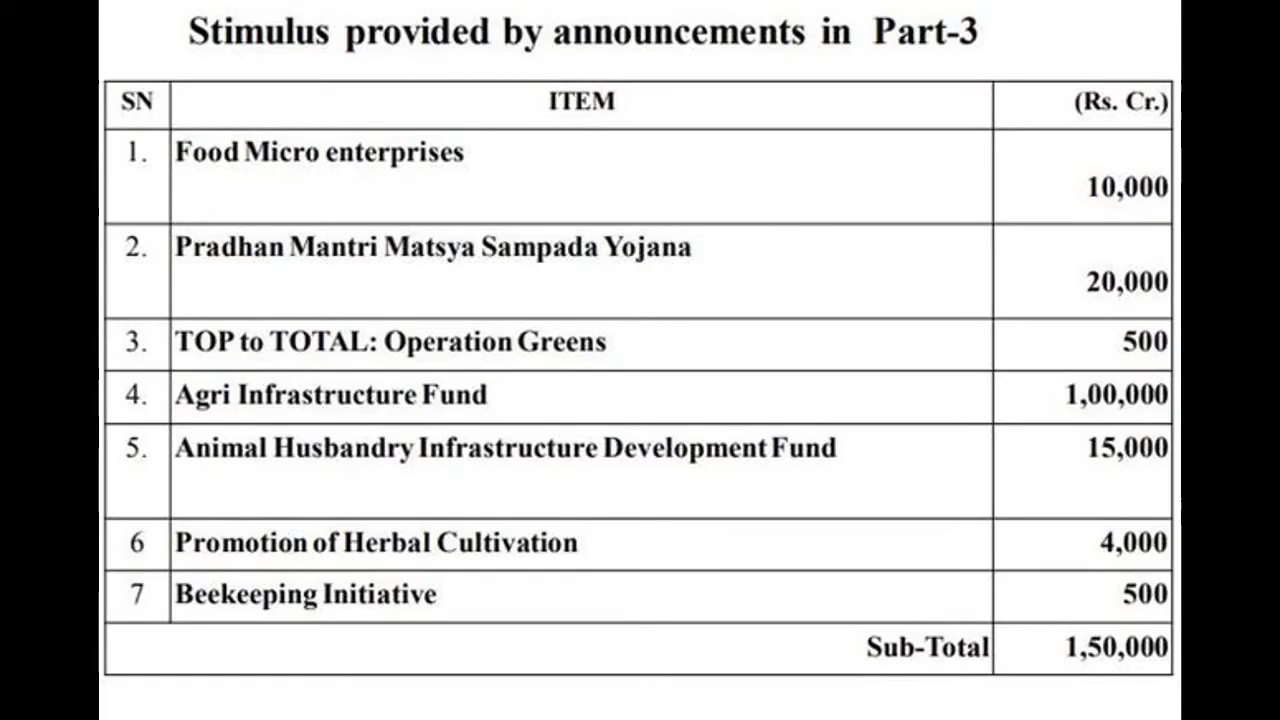 Stimulus provided by announcements in Part-3
SN ITEM (Rs. Cr.)
1. Food Micro enterprises 10,000
2. Pradhan Mantri Matsya Sampada Yojana 20,000
3. TOP to TOTAL: Operation Greens 500
4. Agri Infrastructure Fund 1,00,000
5. Animal Husbandry Infrastructure Development Fund 15,000
6 Promotion of Herbal Cultivation 4,000
7 Beekeeping Initiative 500
Sub-Total 1,50,000